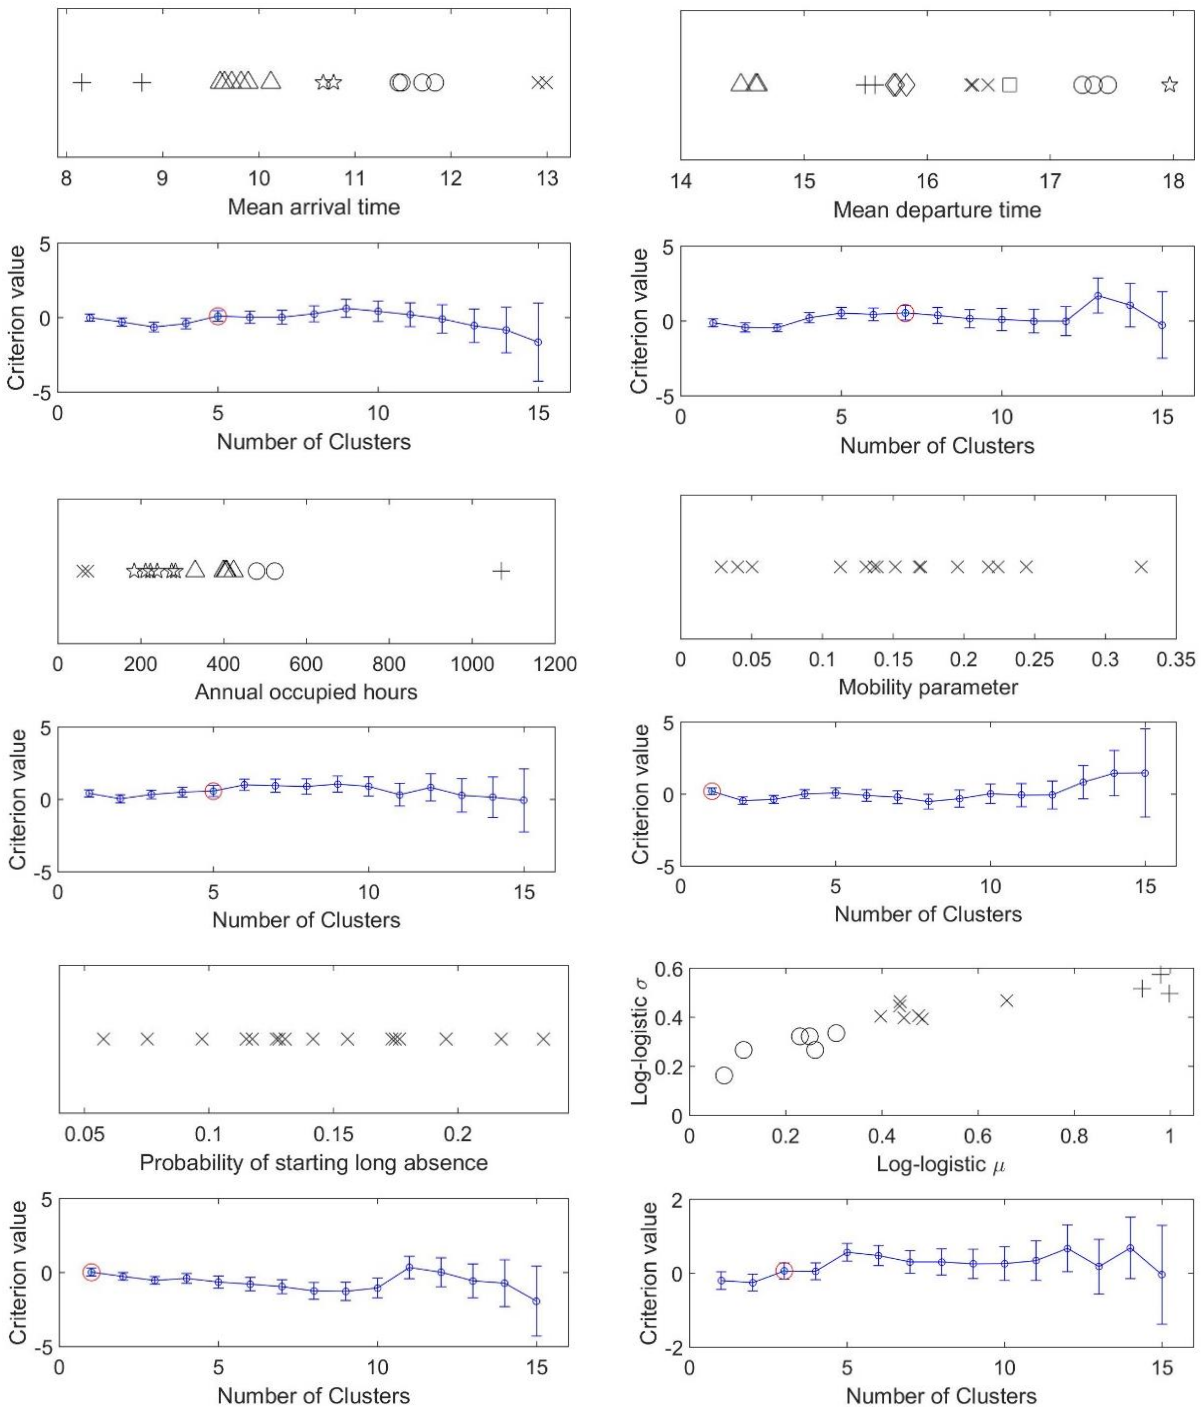 8 9 10 11 12 13
Mean arrival time
14 15 16 17 18
Mean departure time
5
0
-5
Criterion value
0 5 10 15
Number of Clusters
5
0
-5
Criterion value
0 5 10 15
Number of Clusters
0 200 400 600 800 1000 1200
Annual occupied hours
0 0.05 0.1 0.15 0.2 0.25 0.3 0.35
Mobility parameter
5
0
-5
Criterion value
0 5 10 15
Number of Clusters
5
0
-5
Criterion value
0 5 10 15
Number of Clusters
0.05 0.1 0.15 0.2
Probability of starting long absence
0.6
0.4
0.2
0
Log-logistic σ
0 0.2 0.4 0.6 0.8 1
Log-logistic μ
5
0
-5
Criterion value
0 5 10 15
Number of Clusters
2
0
-2
Criterion value
0 5 10 15
Number of Clusters